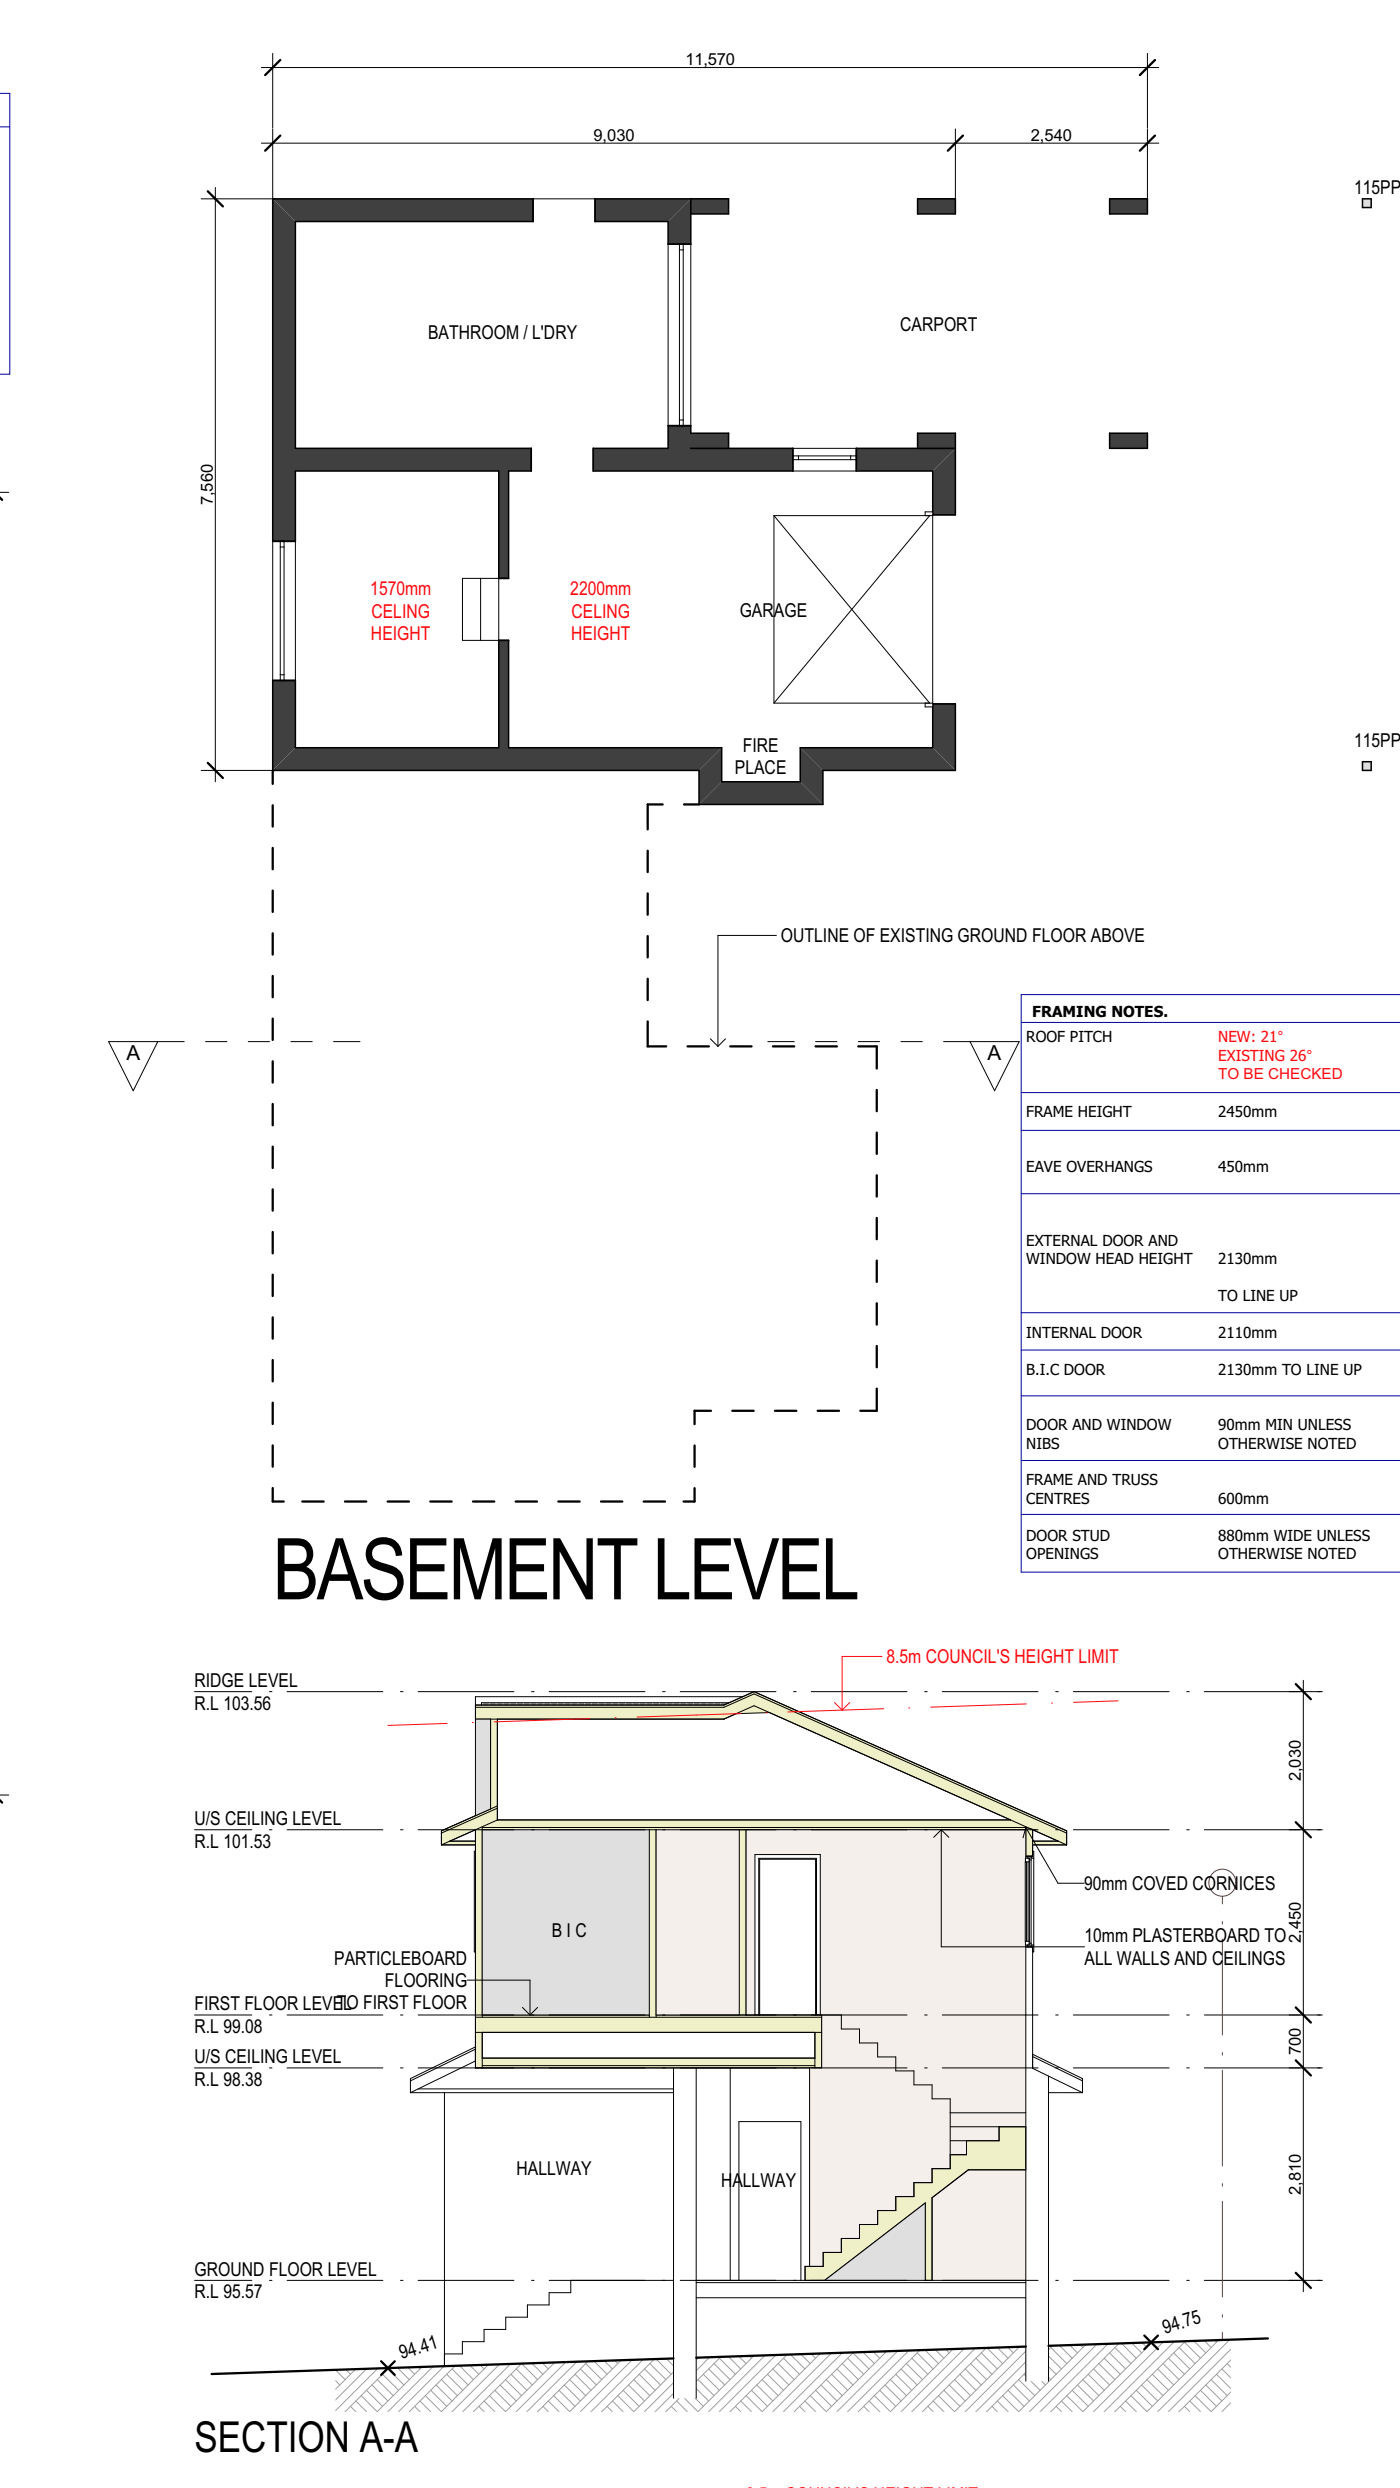 11,570
9,030
2,540
115PP
BATHROOM / L'DRY
CARPORT
7,560
1570mm
CELING
HEIGHT
2200mm
CELING
HEIGHT
GARAGE
FIRE
PLACE
115PP
OUTLINE OF EXISTING GROUND FLOOR ABOVE
A
A
FRAMING NOTES.
ROOF PITCH
NEW: 21°
EXISTING 26°
TO BE CHECKED
FRAME HEIGHT
2450mm
EAVE OVERHANGS
450mm
EXTERNAL DOOR AND
WINDOW HEAD HEIGHT
2130mm
TO LINE UP
INTERNAL DOOR
2110mm
B.I.C DOOR
2130mm TO LINE UP
DOOR AND WINDOW
NIBS
90mm MIN UNLESS
OTHERWISE NOTED
FRAME AND TRUSS
CENTRES
600mm
DOOR STUD
OPENINGS
880mm WIDE UNLESS
OTHERWISE NOTED
BASEMENT LEVEL
8.5m COUNCIL'S HEIGHT LIMIT
RIDGE LEVEL
R.L 103.56
2,030
U/S CEILING LEVEL
R.L 101.53
90mm COVED CORNICES
2,450
B I C
10mm PLASTERBOARD TO
ALL WALLS AND CEILINGS
PARTICLEBOARD
FLOORING
TO FIRST FLOOR
FIRST FLOOR LEVEL
R.L 99.08
700
U/S CEILING LEVEL
R.L 98.38
HALLWAY
HALLWAY
2,810
GROUND FLOOR LEVEL
R.L 95.57
94.41
94.75
SECTION A-A